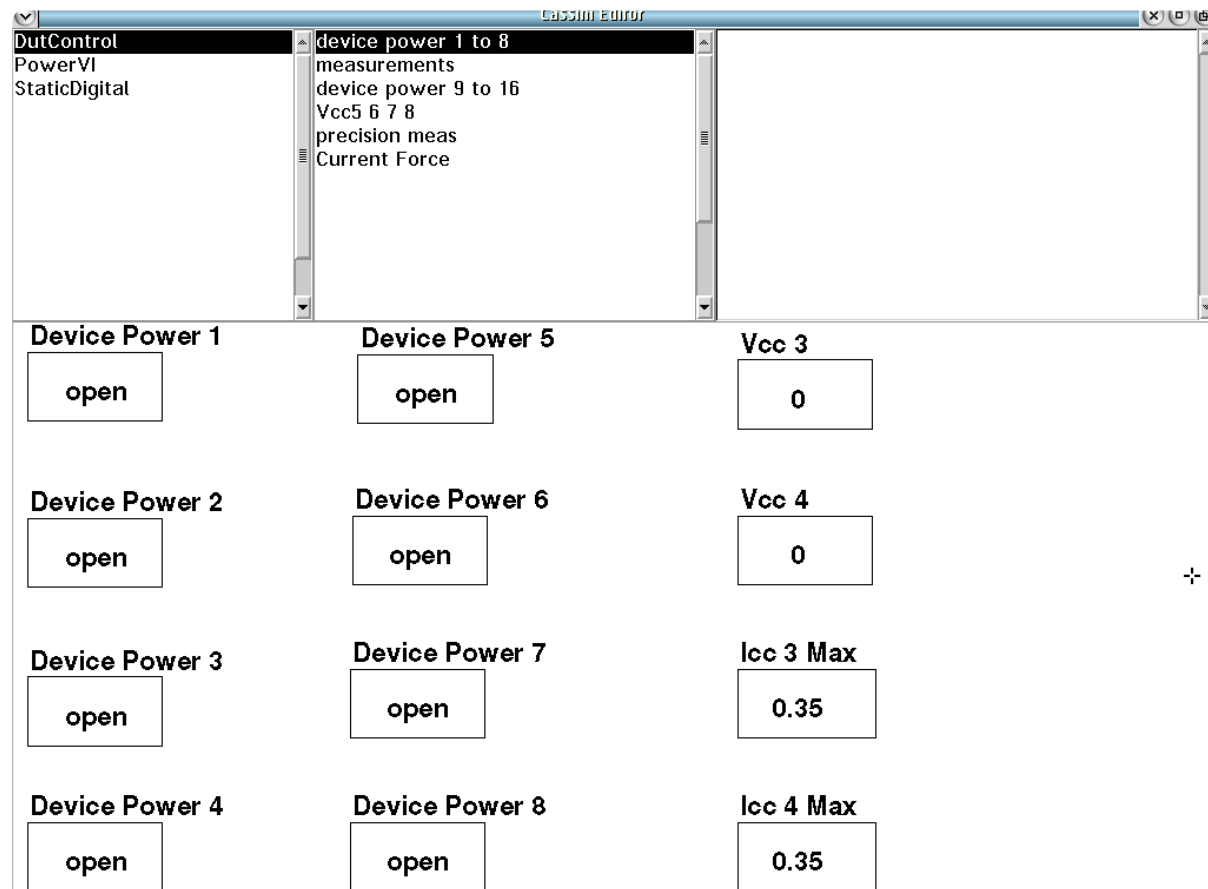 Cassini Editor
DutControl
PowerVI
StaticDigital
device power 1 to 8
measurements
device power 9 to 16
Vcc5 6 7 8
precision meas
Current Force
Device Power 1
open
Device Power 5
open
Vcc 3
0
Device Power 2
open
Device Power 6
open
Vcc 4
0
Device Power 3
open
Device Power 7
open
Icc 3 Max
0.35
Device Power 4
open
Device Power 8
open
Icc 4 Max
0.35